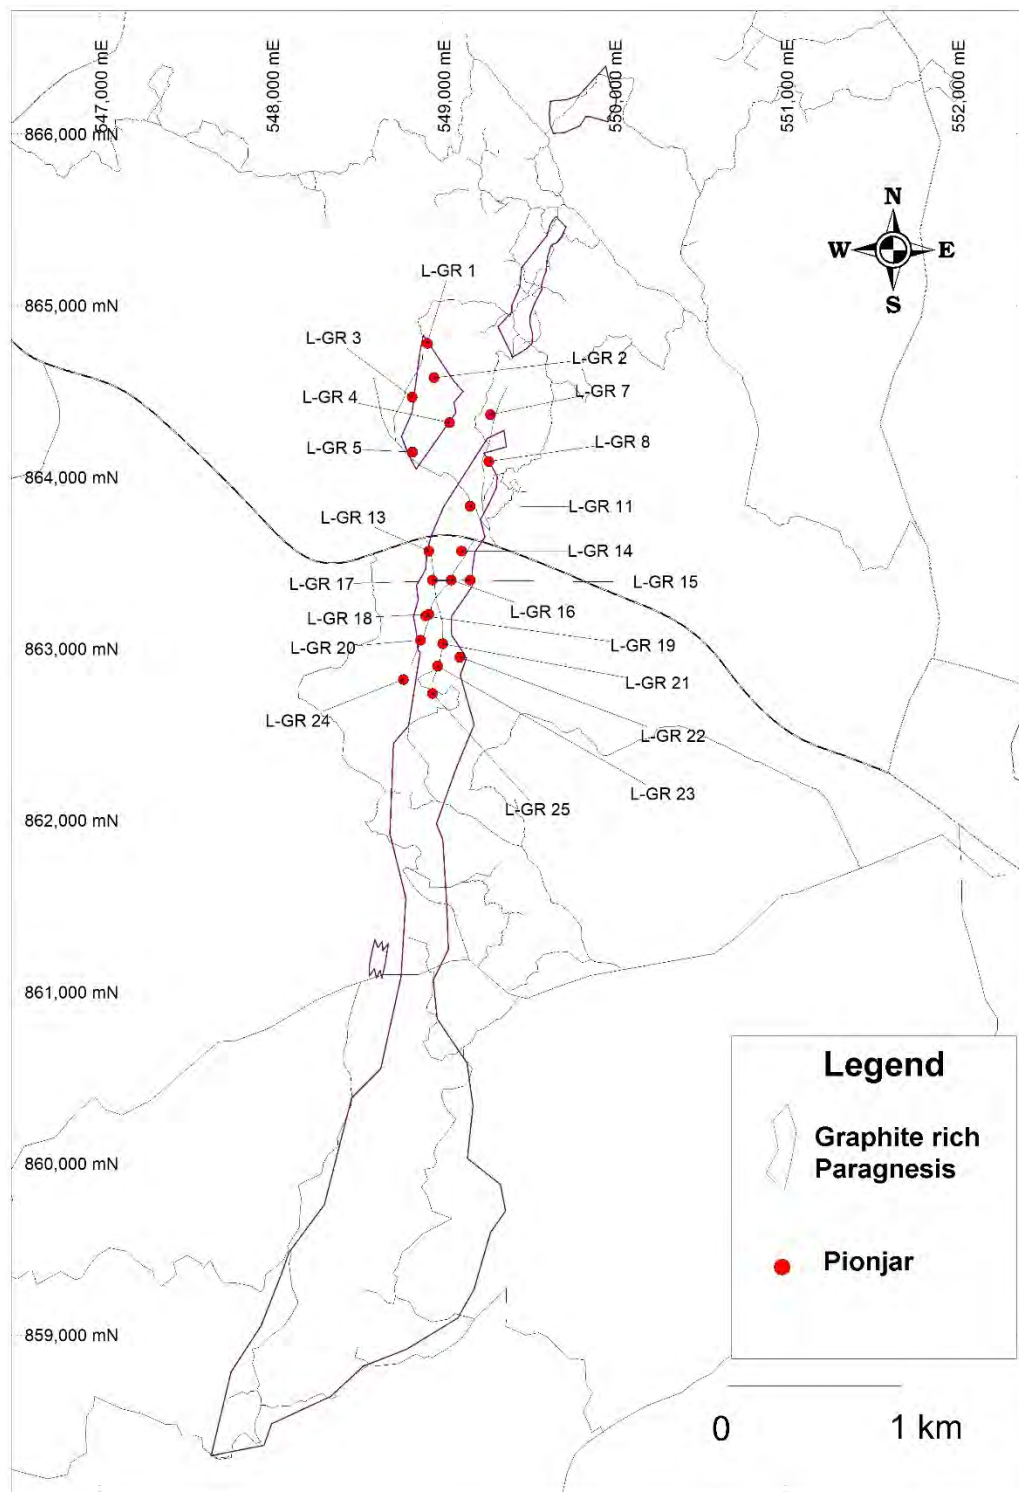 547,000 mE
548,000 mE
549,000 mE
550,000 mE
551,000 mE
552,000 mE
866,000 mN
N
W
E
S
L-GR 1
865,000 mN
L-GR 3
L-GR 2
L-GR 4
L-GR 7
L-GR 5
L-GR 8
864,000 mN
L-GR 11
L-GR 13
L-GR 14
L-GR 17
L-GR 15
L-GR 16
L-GR 18
863,000 mN
L-GR 20
L-GR 19
L-GR 21
L-GR 24
L-GR 22
L-GR 23
862,000 mN
L-GR 25
861,000 mN
Legend
Graphite rich
Paragnesis
860,000 mN
Pionjar
859,000 mN
0
1 km